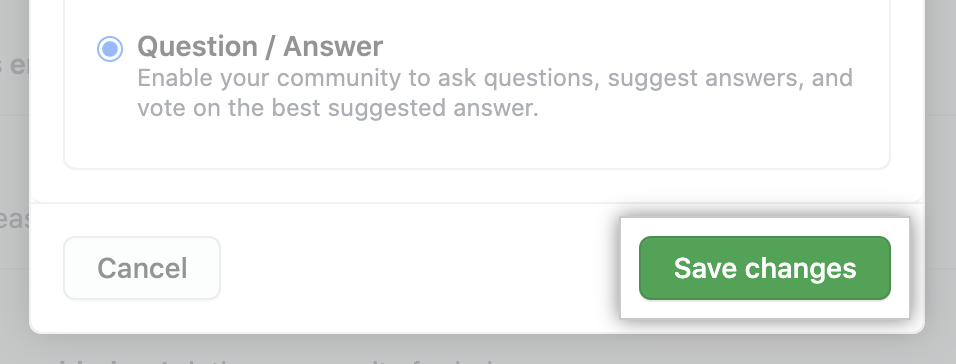 Question / Answer
Enable your community to ask questions, suggest answers, and
vote on the best suggested answer.
Cancel
Save changes